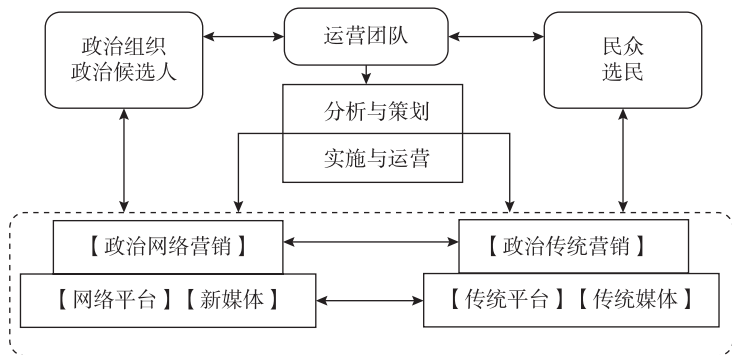 政治组织
政治候选人
运营团队
民众
选民
分析与策划
实施与运营
【政治网络营销】
【政治传统营销】
【网络平台】【新媒体】
【传统平台】【传统媒体】